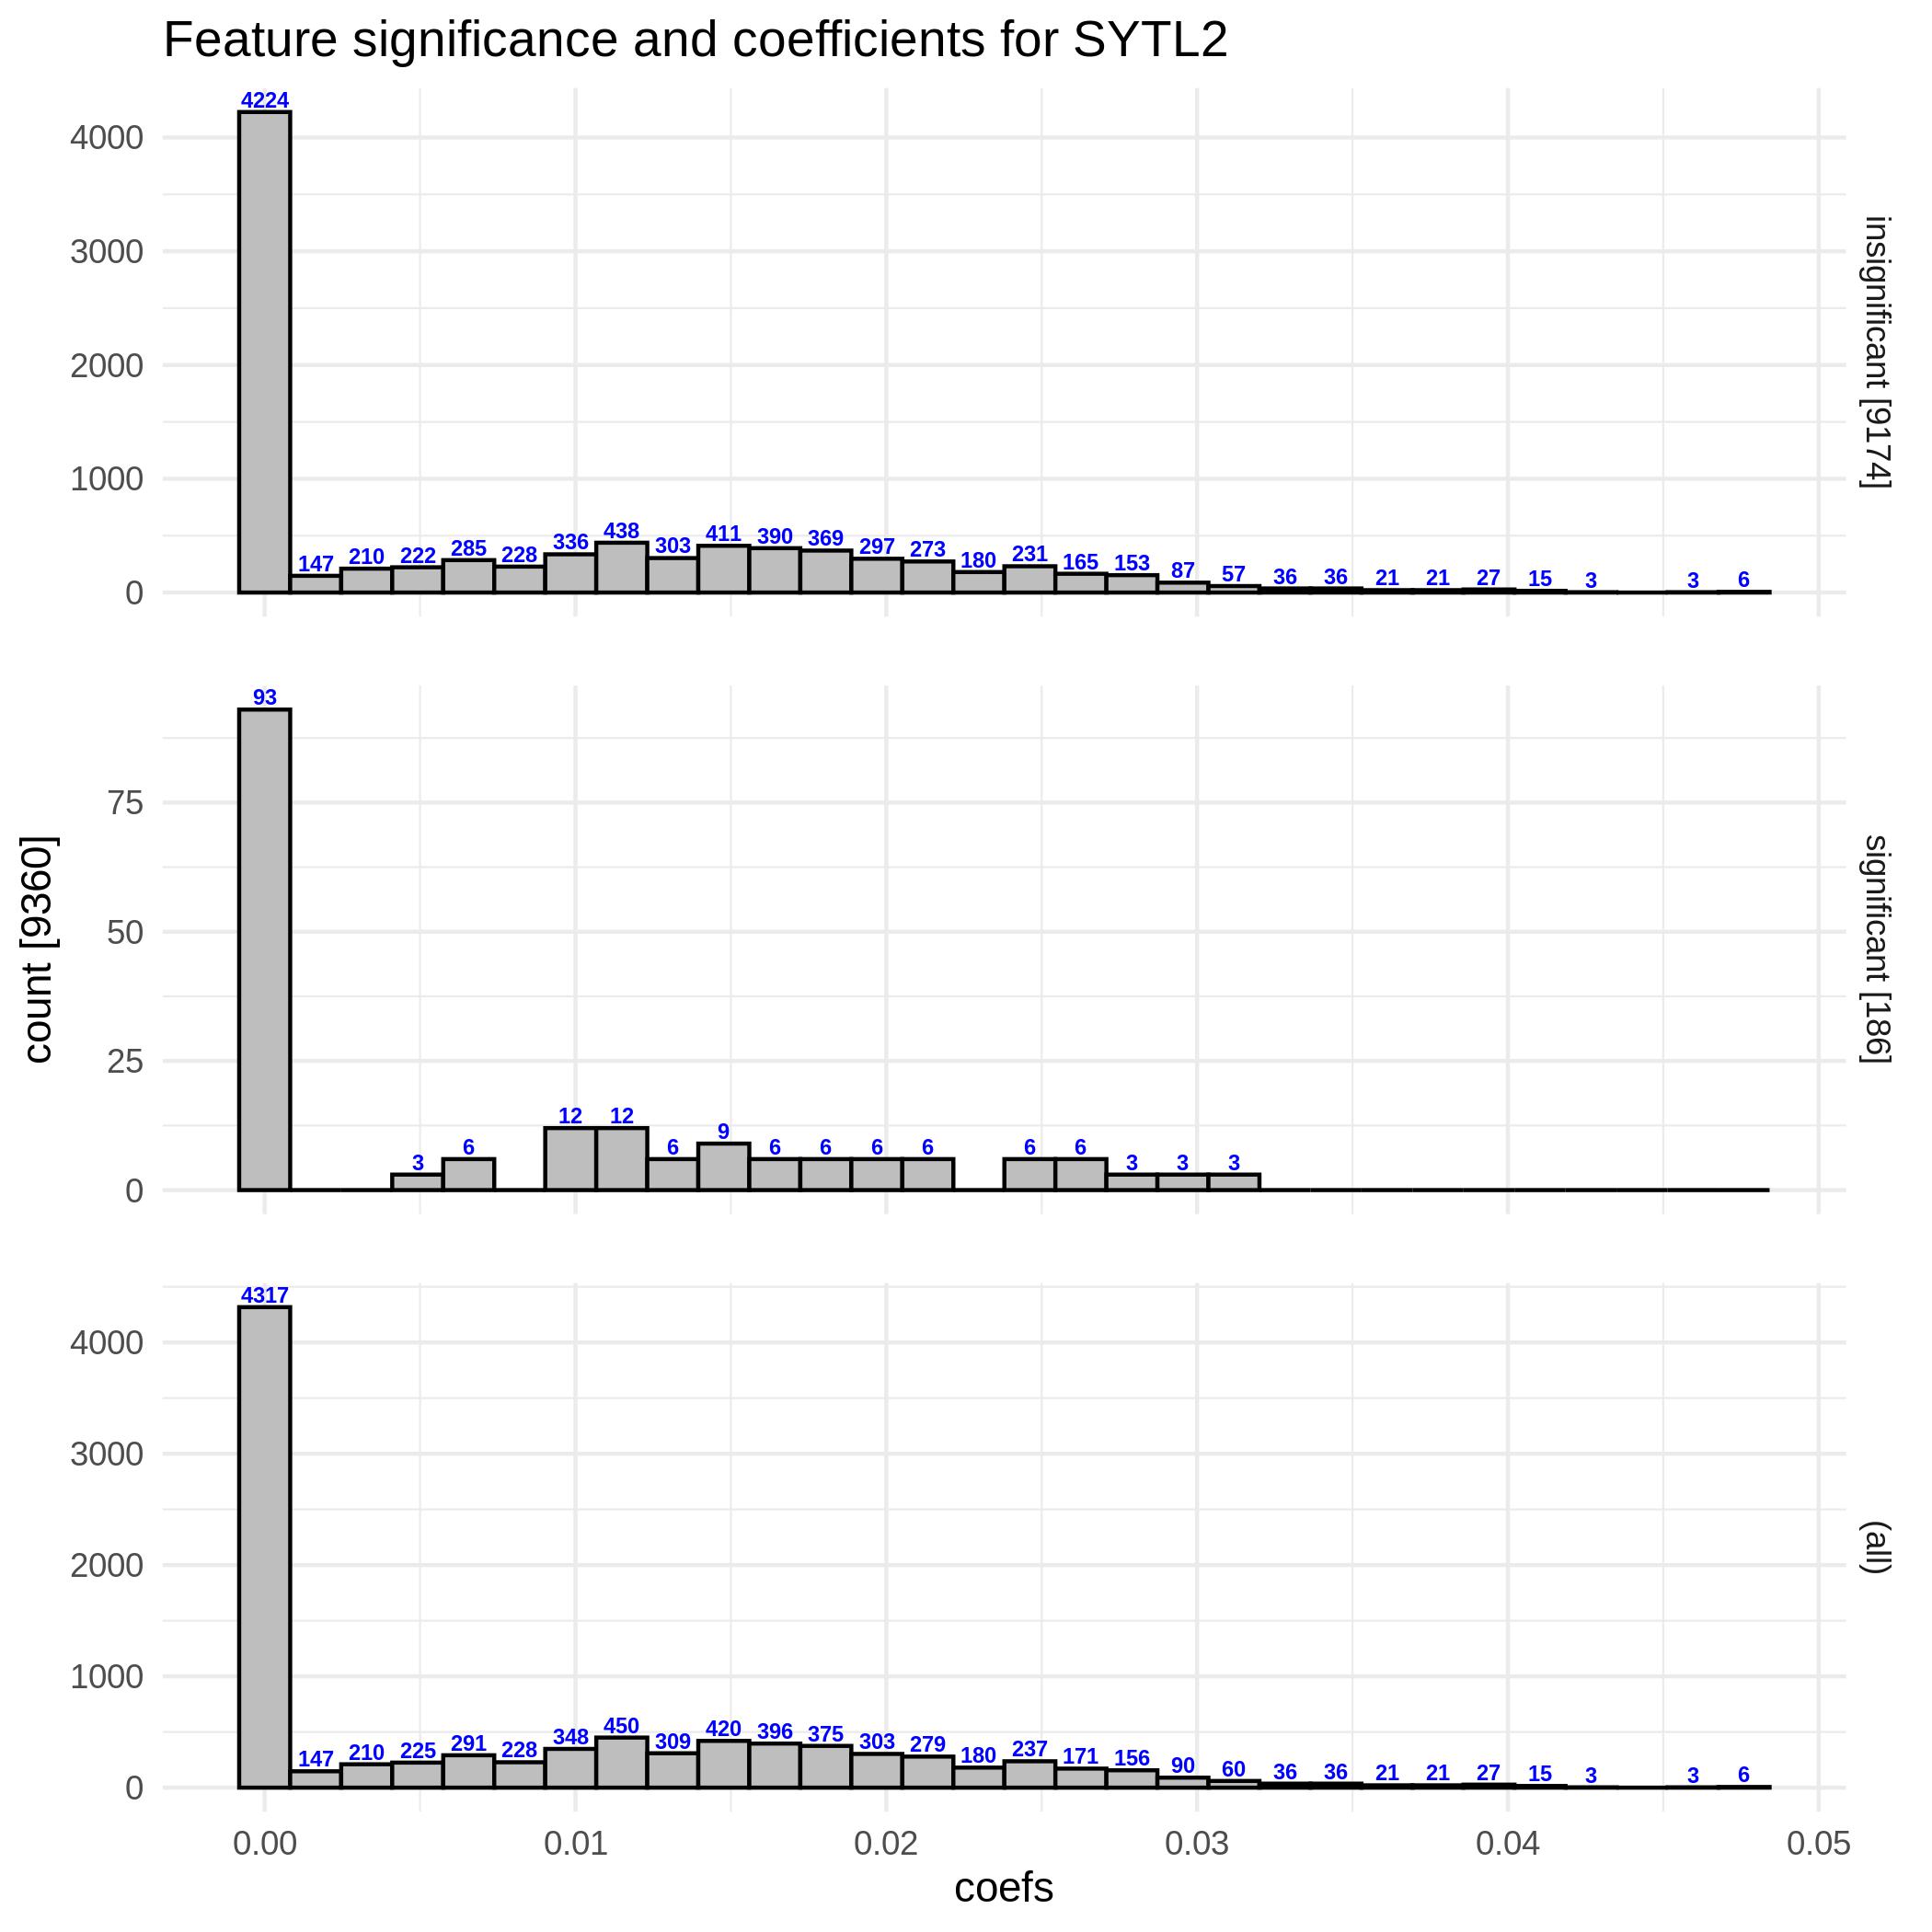 Feature significance and coefficients for SYTL2
4224
4000
3000
2000
1000
0
147 210 222 285 228 336 438 303 411 390 369 297 273 180 231 165 153 87 57 36 36 21 21 27 15 3 3 6
insignificant [9174]
93
75
50
25
0
3 6 12 12 6 9 6 6 6 6 6 6 3 3 3
significant [186]
count [9360]
4317
4000
3000
2000
1000
0
147 210 225 291 228 348 450 309 420 396 375 303 279 180 237 171 156 90 60 36 36 21 21 27 15 3 3 6
(all)
0.00 0.01 0.02 0.03 0.04 0.05
coefs